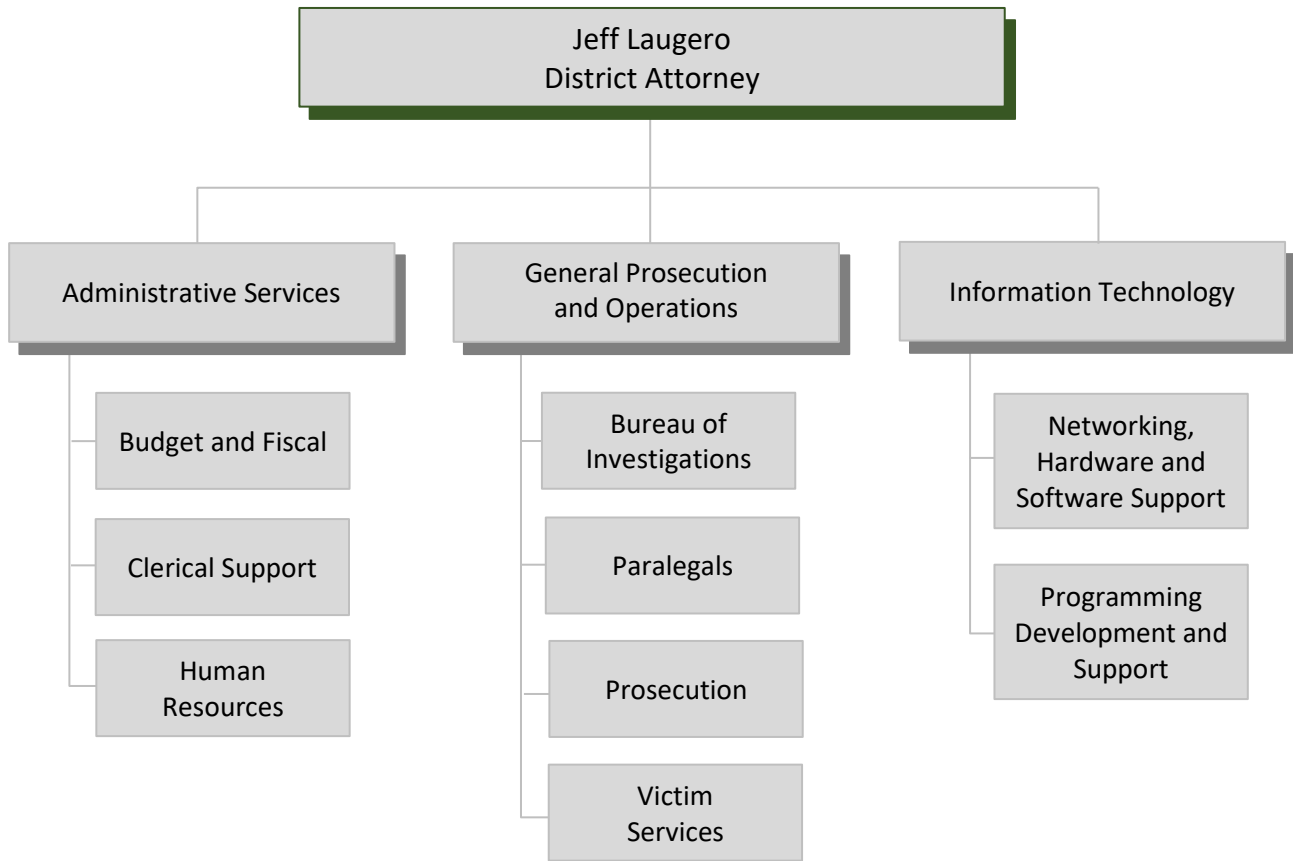 Jeff Laugero
District Attorney
Administrative Services
General Prosecution
and Operations
Information Technology
Budget and Fiscal
Clerical Support
Human
Resources
Bureau of
Investigations
Paralegals
Prosecution
Victim
Services
Networking,
Hardware and
Software Support
Programming
Development and
Support